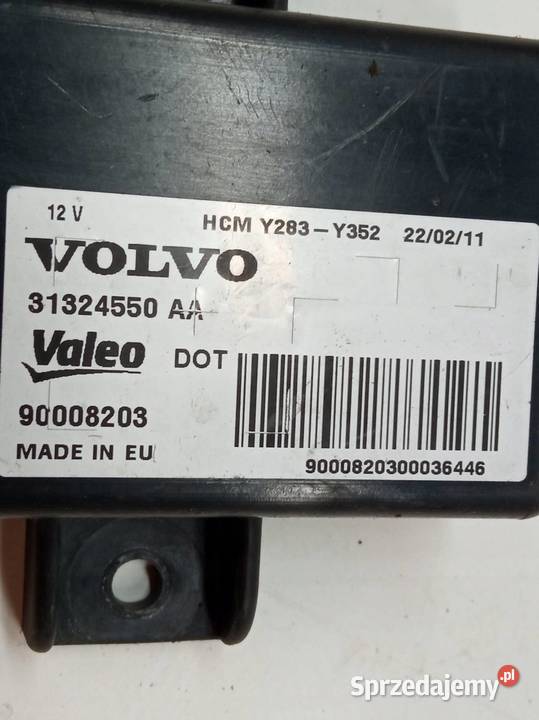 12 V HCM Y283-Y352 22/02/11
VOLVO
31324550 AA
Valeo DOT
90008203
MADE IN EU
9000820300036446
Sprzedajemy.pl